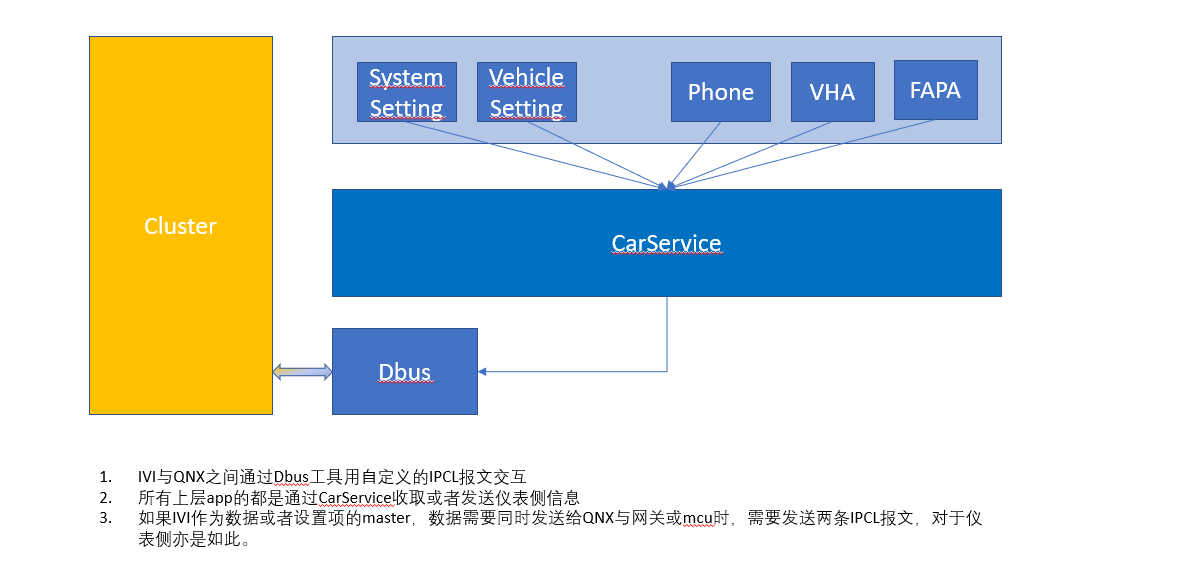 System
Setting
Vehicle
Setting
Phone
VHA
FAPA
Cluster
CarService
Dbus
1. IVI与QNX之间通过Dbus工具用自定义的IPCL报文交互
2. 所有上层app的都是通过CarService收取或者发送仪表侧信息
3. 如果IVI作为数据或者设置项的master，数据需要同时发送给QNX与网关或mcu时，需要发送两条IPCL报文，对于仪
表侧亦是如此。